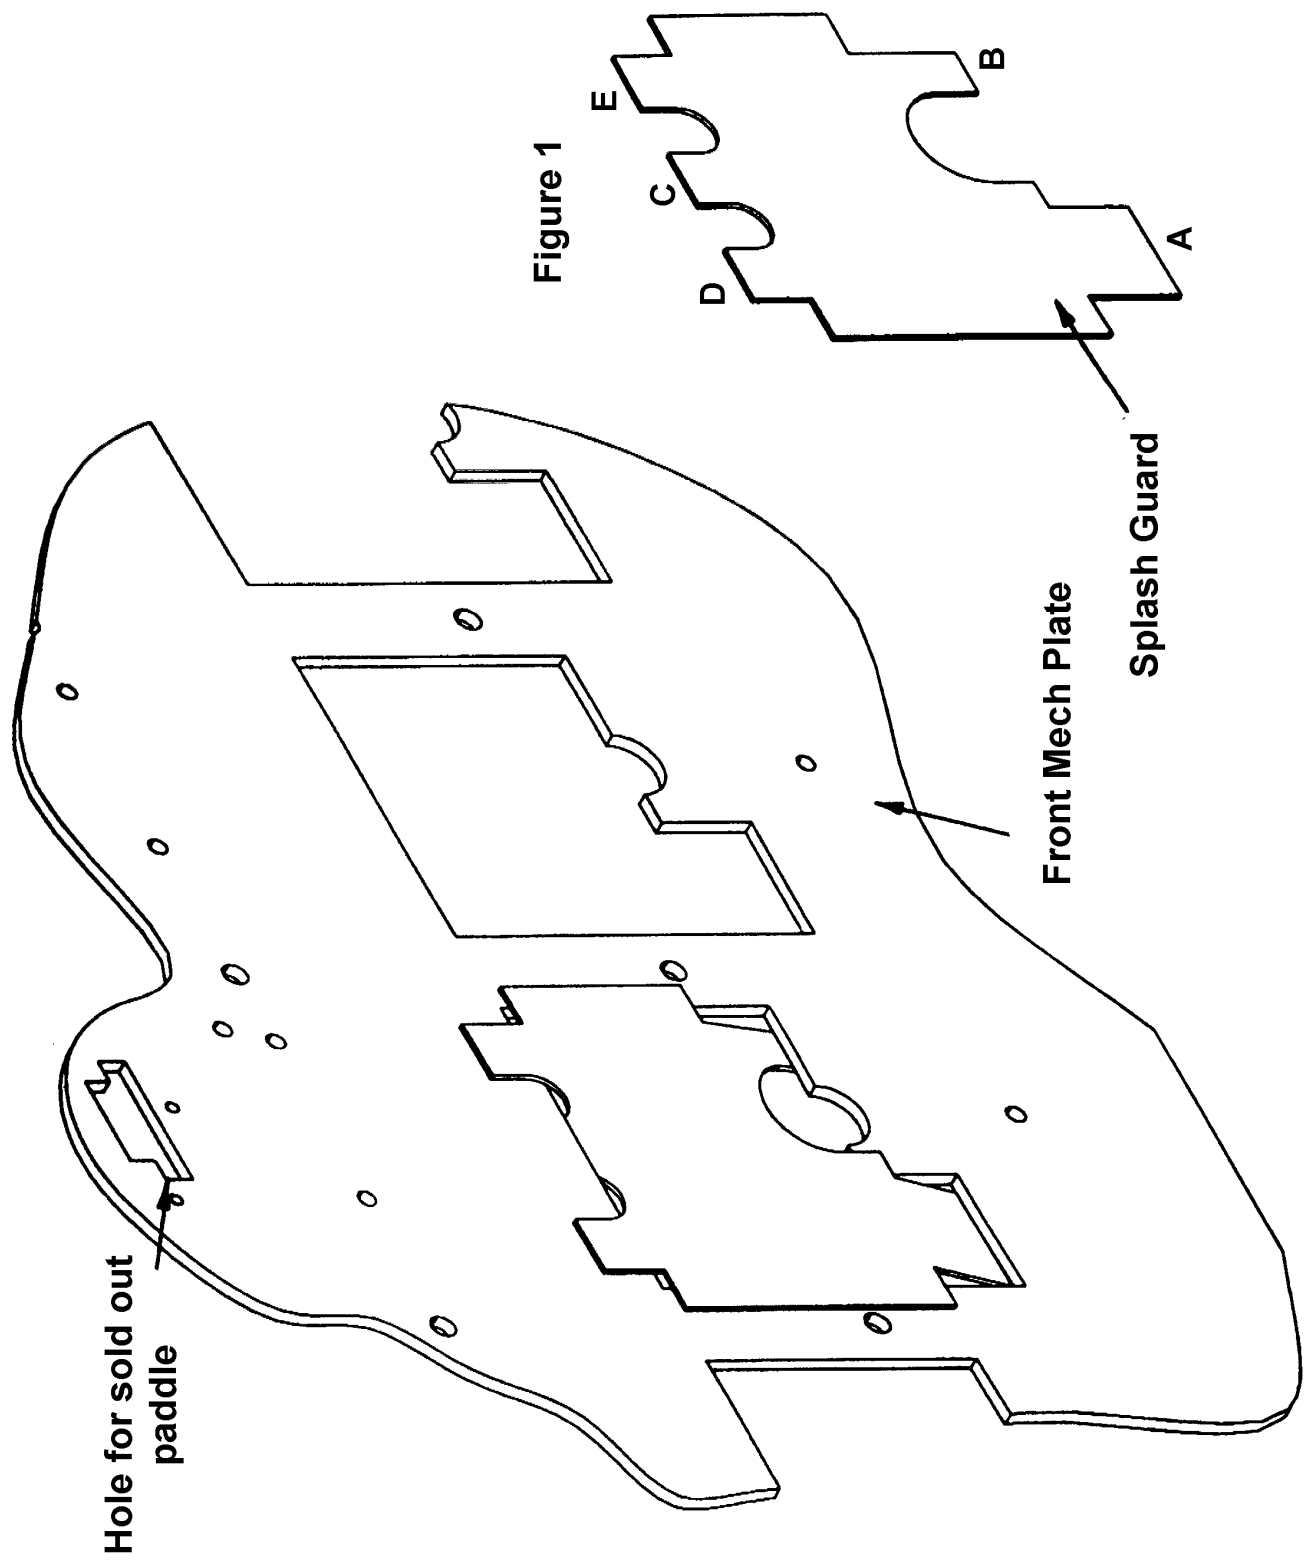 Hole for sold out
paddle
Front Mech Plate
Splash Guard
Figure 1
D
C
E
A
B